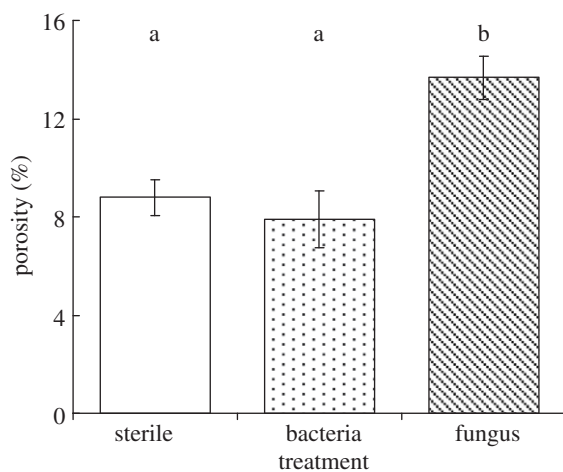 16
a a b
12
porosity (%)
8
4
0
sterile bacteria fungus
treatment